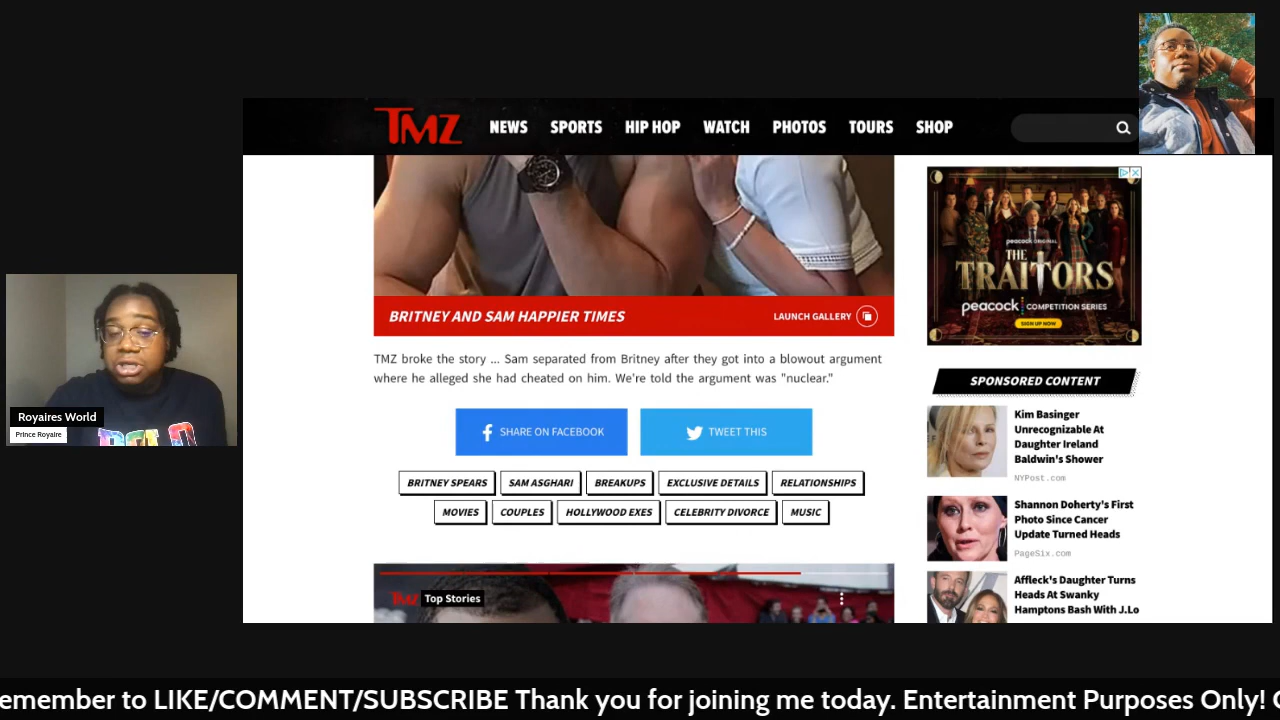 TMZ NEWS SPORTS HIP HOP WATCH PHOTOS TOURS SHOP
BRITNEY AND SAM HAPPIER TIMES
LAUNCH GALLERY
TMZ broke the story ... Sam separated from Britney after they got into a blowout argument
where he alleged she had cheated on him. We're told the argument was "nuclear."
SHARE ON FACEBOOK
TWEET THIS
BRITNEY SPEARS SAM ASGHARI BREAKUPS EXCLUSIVE DETAILS RELATIONSHIPS
MOVIES COUPLES HOLLYWOOD EXES CELEBRITY DIVORCE MUSIC
TMZ Top Stories
peacock ORIGINAL
THE
TRAITORS
peacock COMPETITION SERIES
SIGN UP NOW
SPONSORED CONTENT
Kim Basinger
Unrecognizable At
Daughter Ireland
Baldwin's Shower
NYPost.com
Shannon Doherty's First
Photo Since Cancer
Update Turned Heads
PageSix.com
Affleck's Daughter Turns
Heads At Swanky
Hamptons Bash With J.Lo
Royaires World
Prince Royaire
emember to LIKE/COMMENT/SUBSCRIBE Thank you for joining me today. Entertainment Purposes Only!